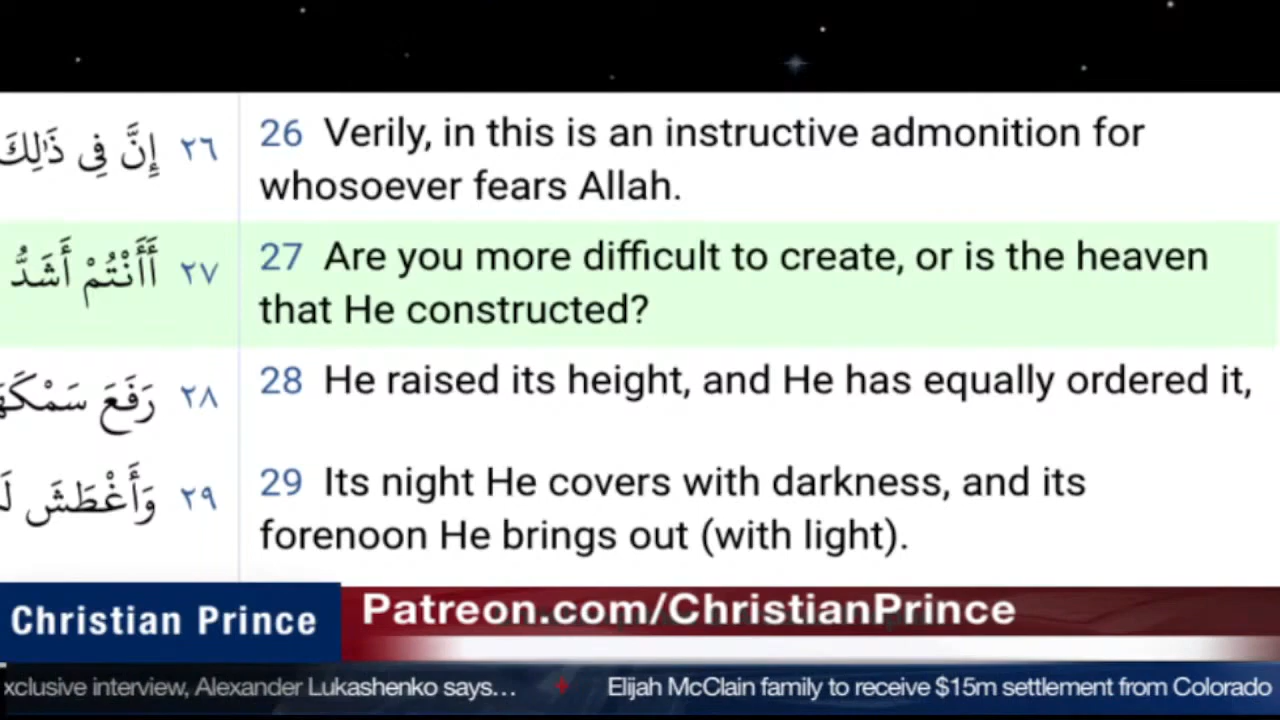 ٢٦ إِنَّ فِي ذَٰلِكَ
26 Verily, in this is an instructive admonition for
whosoever fears Allah.
٢٧ أَأَنْتُمْ أَشَدُّ
27 Are you more difficult to create, or is the heaven
that He constructed?
٢٨ رَفَعَ
28 He raised its height, and He has equally ordered it,
٢٩ وَأَغْطَشَ
29 Its night He covers with darkness, and its
forenoon He brings out (with light).
Christian Prince
Patreon.com/ChristianPrince
xclusive interview, Alexander Lukashenko says... Elijah McClain family to receive $15m settlement from Colorado